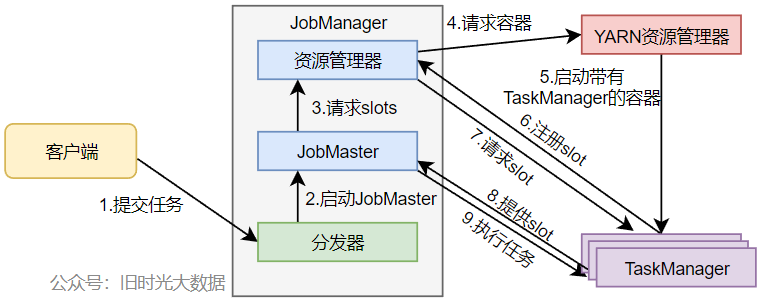 JobManager
4.请求容器
YARN资源管理器
资源管理器
5.启动带有
TaskManager的容器
3.请求slots
6.注册slot
7.请求slot
客户端
JobMaster
1.提交任务
2.启动JobMaster
8.提供slot
9.执行任务
分发器
TaskManager
公众号：旧时光大数据